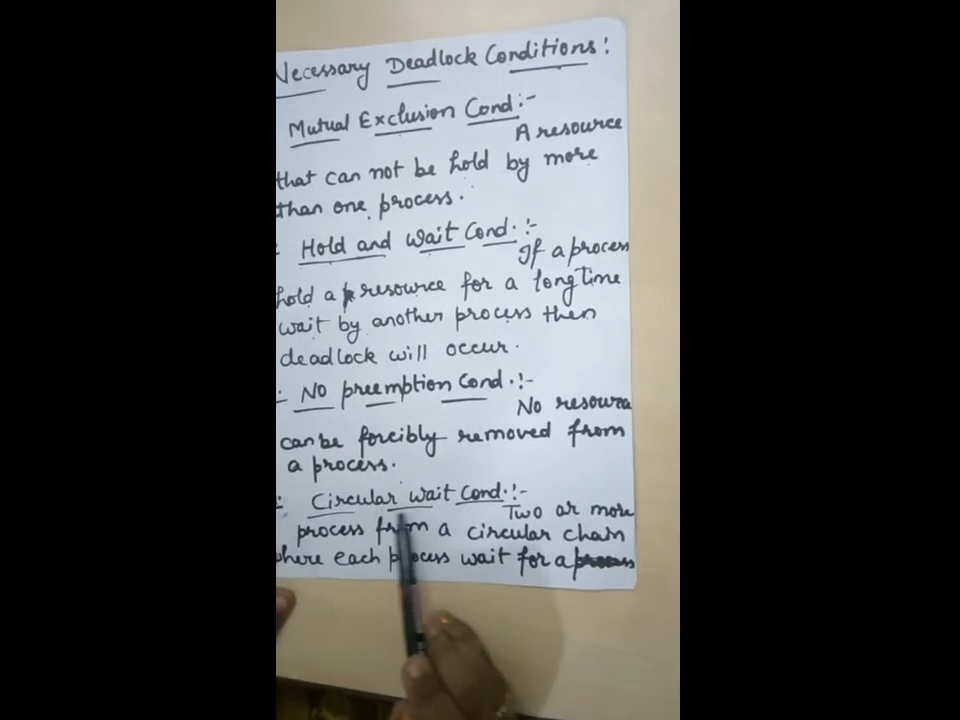 Necessary Deadlock Conditions:
Mutual Exclusion Cond:-
A resource
that can not be hold by more
than one process.
: Hold and wait Cond.:-
If a process
hold a resource for a long time
wait by another process then
deadlock will occur.
:- No preemption Cond.:-
No resource
can be forcibly removed from
a process.
: Circular wait Cond.:-
Two or more
process from a circular chain
where each process wait for a